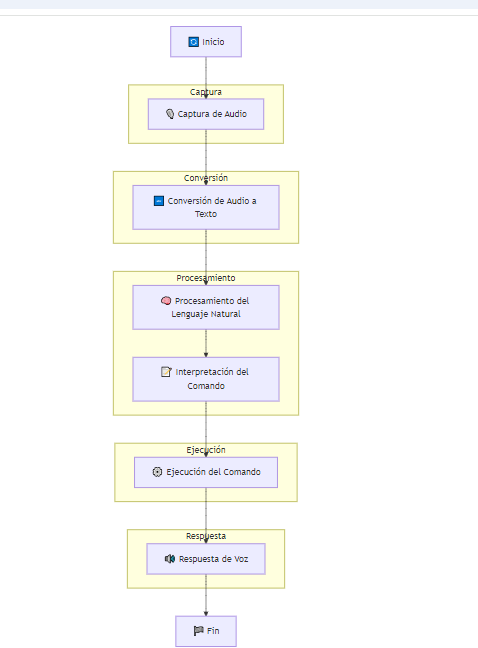 Inicio
Captura
Captura de Audio
Conversión
Conversión de Audio a
Texto
Procesamiento
Procesamiento del
Lenguaje Natural
Interpretación del
Comando
Ejecución
Ejecución del Comando
Respuesta
Respuesta de Voz
Fin